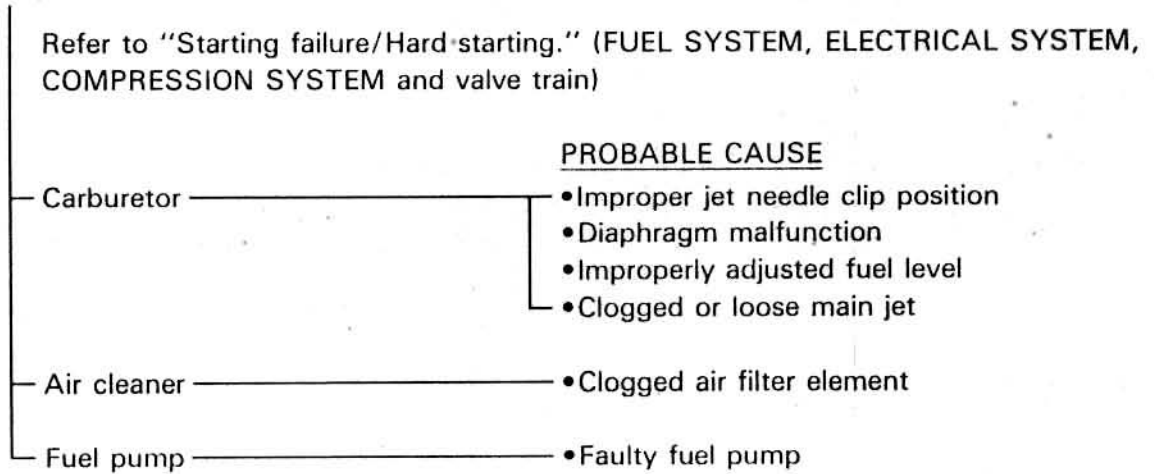 Refer to "Starting failure/Hard starting." (FUEL SYSTEM, ELECTRICAL SYSTEM,
COMPRESSION SYSTEM and valve train)
PROBABLE CAUSE
Carburetor
•Improper jet needle clip position
•Diaphragm malfunction
•Improperly adjusted fuel level
•Clogged or loose main jet
Air cleaner •Clogged air filter element
Fuel pump •Faulty fuel pump